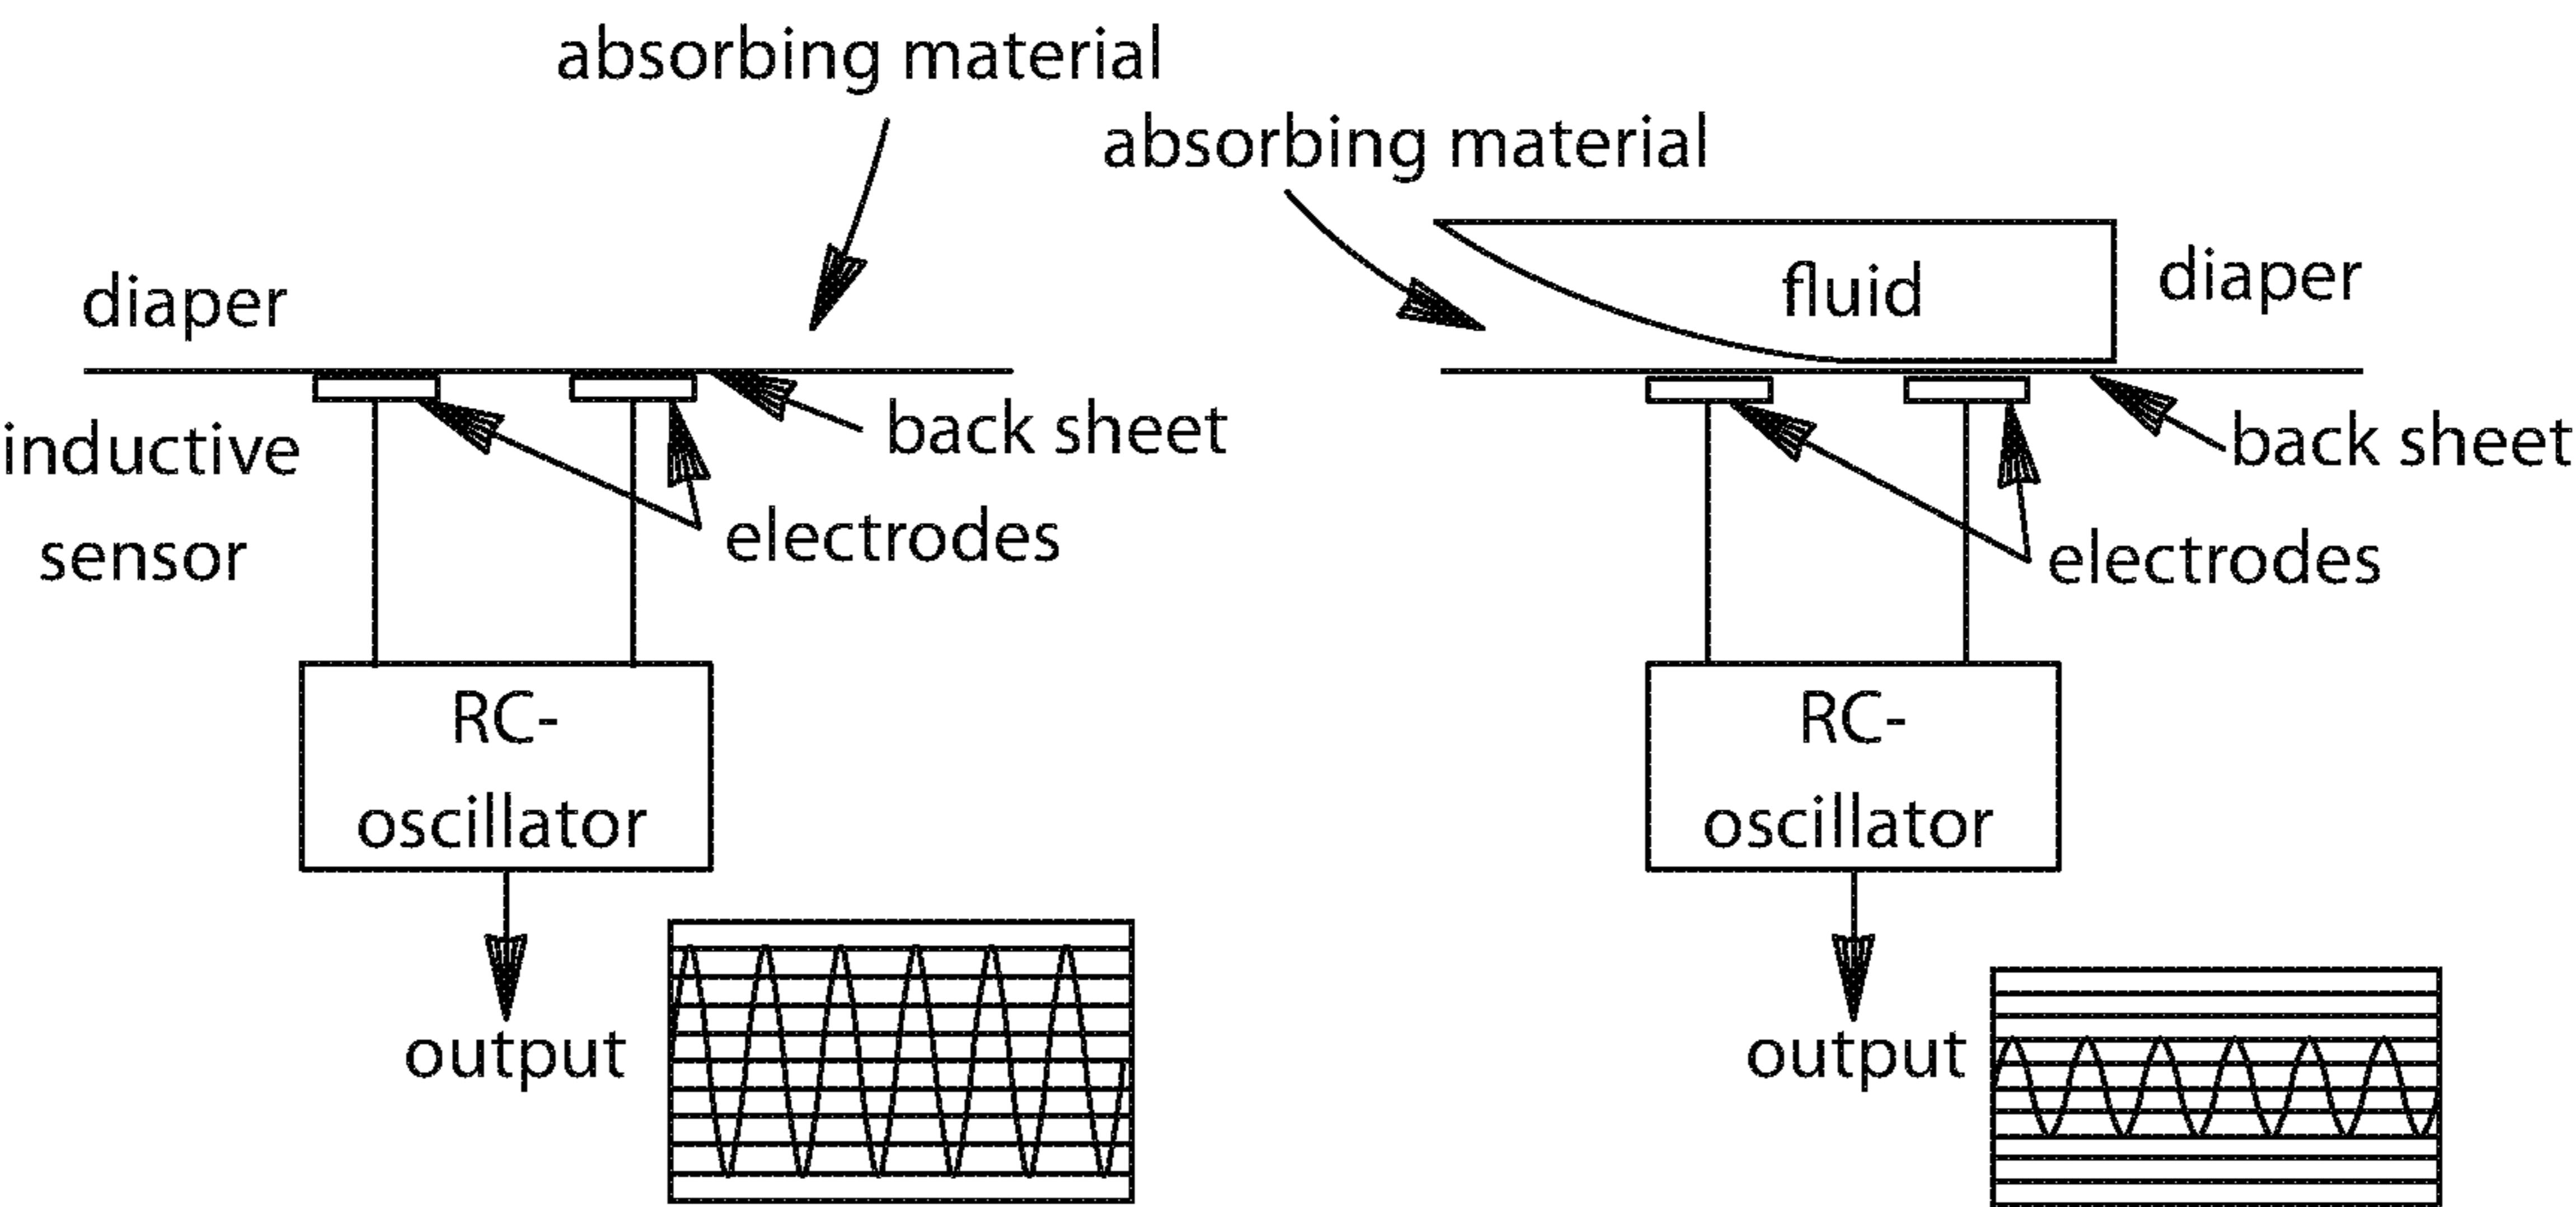 absorbing material
diaper
inductive
sensor
back sheet
electrodes
RC-
oscillator
output
absorbing material
fluid
diaper
back sheet
electrodes
RC-
oscillator
output